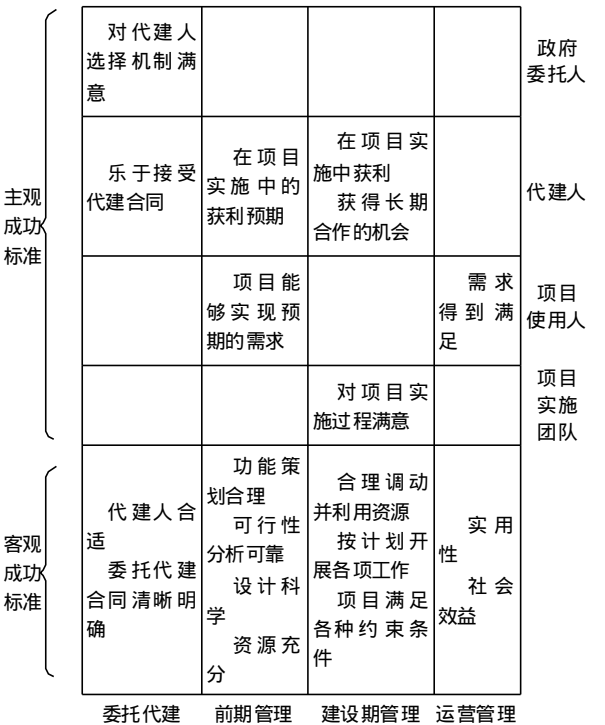 对代建人
选择机制满
意
政府
委托人
乐于接受
代建合同
在项目
实施中的
获利预期
在项目实
施中获利
获得长期
合作的机会
代建人
主观
成功
标准
项目能
够实现预
期的需求
需求
得到满
足
项目
使用人
对项目实
施过程满意
项目
实施
团队
客观
成功
标准
代建人合
适
委托代建
合同清晰明
确
功能策
划合理
可行性
分析可靠
设计科
学
资源充
分
合理调动
并利用资源
按计划开
展各项工作
项目满足
各种约束条
件
实用
性
社会
效益
委托代建
前期管理
建设期管理
运营管理